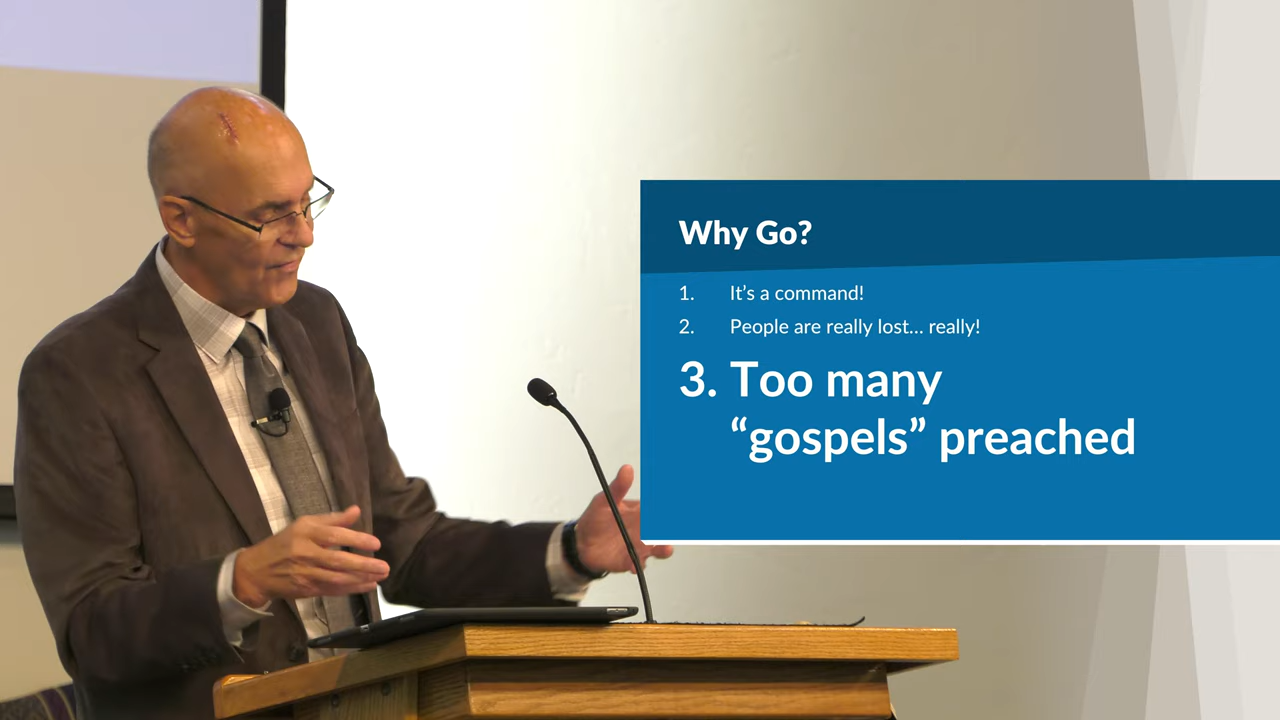 Why Go?
1. It’s a command!
2. People are really lost... really!
3. Too many
“gospels” preached